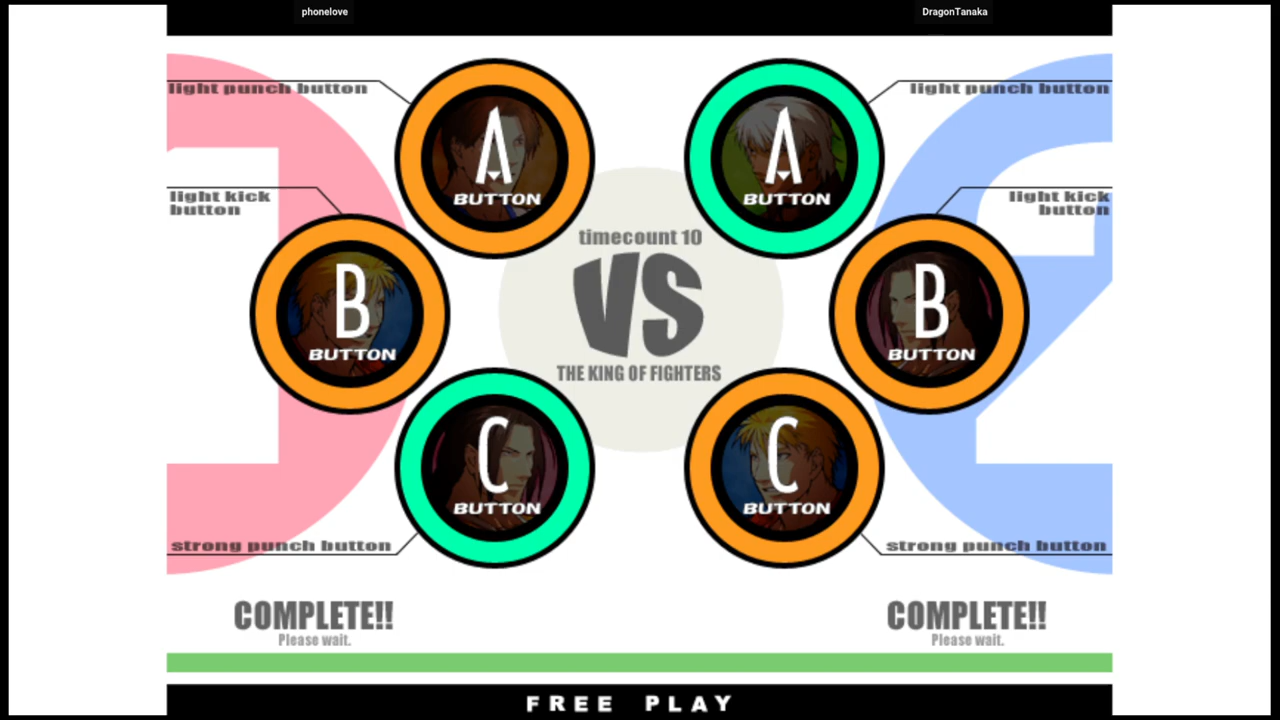 phonelove
DragonTanaka
light punch button
light punch button
A
BUTTON
A
BUTTON
light kick
button
light kick
button
timecount 10
VS
THE KING OF FIGHTERS
B
BUTTON
B
BUTTON
C
BUTTON
C
BUTTON
strong punch button
strong punch button
COMPLETE!!
Please wait.
COMPLETE!!
Please wait.
FREE PLAY